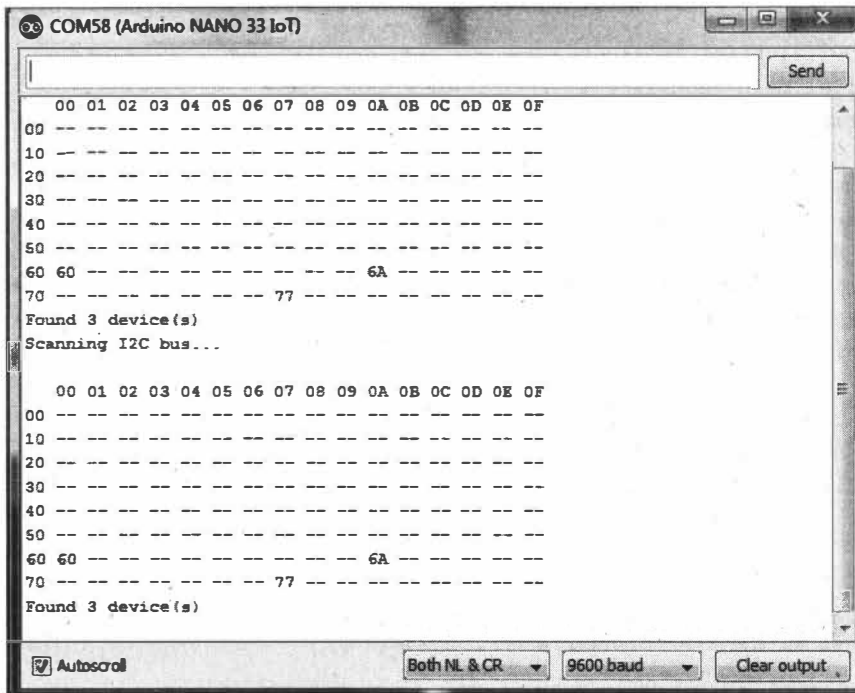 COM58 (Arduino NANO 33 IoT)
Send
00 01 02 03 04 05 06 07 08 09 0A 0B 0C 0D 0E 0F
00 -- -- -- -- -- -- -- -- -- -- -- -- -- -- -- --
10 -- -- -- -- -- -- -- -- -- -- -- -- -- -- -- --
20 -- -- -- -- -- -- -- -- -- -- -- -- -- -- -- --
30 -- -- -- -- -- -- -- -- -- -- -- -- -- -- -- --
40 -- -- -- -- -- -- -- -- -- -- -- -- -- -- -- --
50 -- -- -- -- -- -- -- -- -- -- -- -- -- -- -- --
60 60 -- -- -- -- -- -- -- -- -- 6A -- -- -- -- --
70 -- -- -- -- -- -- -- 77 -- -- -- -- -- -- -- --
Found 3 device(s)
Scanning I2C bus...
00 01 02 03 04 05 06 07 08 09 0A 0B 0C 0D 0E 0F
00 -- -- -- -- -- -- -- -- -- -- -- -- -- -- -- --
10 -- -- -- -- -- -- -- -- -- -- -- -- -- -- -- --
20 -- -- -- -- -- -- -- -- -- -- -- -- -- -- -- --
30 -- -- -- -- -- -- -- -- -- -- -- -- -- -- -- --
40 -- -- -- -- -- -- -- -- -- -- -- -- -- -- -- --
50 -- -- -- -- -- -- -- -- -- -- -- -- -- -- -- --
60 60 -- -- -- -- -- -- -- -- -- 6A -- -- -- -- --
70 -- -- -- -- -- -- -- 77 -- -- -- -- -- -- -- --
Found 3 device(s)
Autoscroll Both NL & CR 9600 baud Clear output